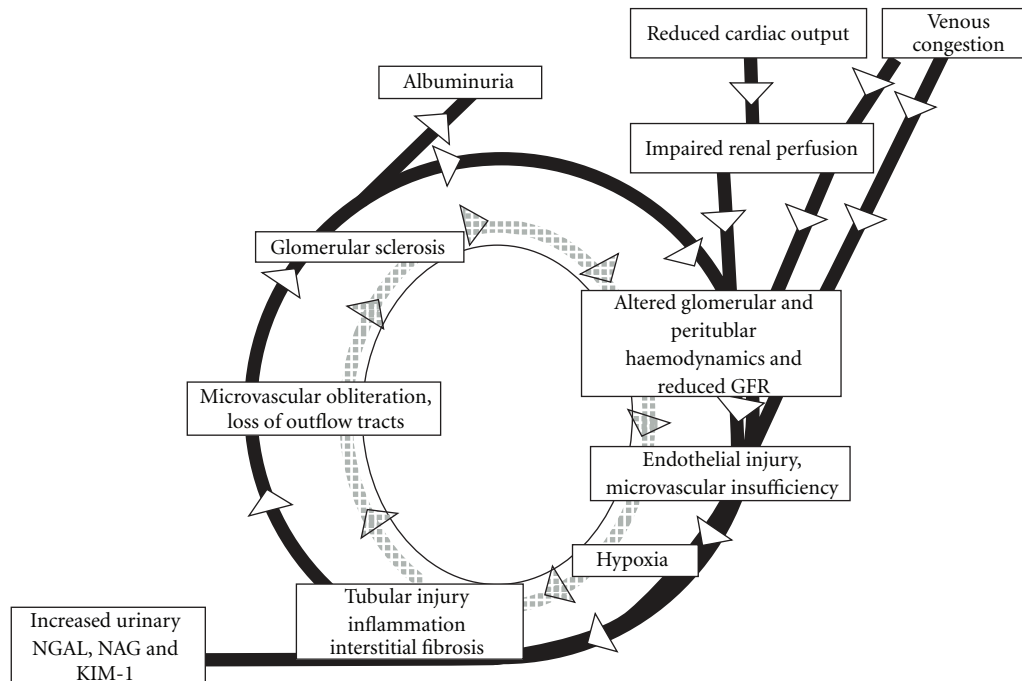 Reduced cardiac output
Venous
congestion
Albuminuria
Impaired renal perfusion
Glomerular sclerosis
Altered glomerular and
peritublar
haemodynamics and
reduced GFR
Microvascular obliteration,
loss of outflow tracts
Endothelial injury,
microvascular insufficiency
Hypoxia
Tubular injury
inflammation
interstitial fibrosis
Increased urinary
NGAL, NAG and
KIM-1